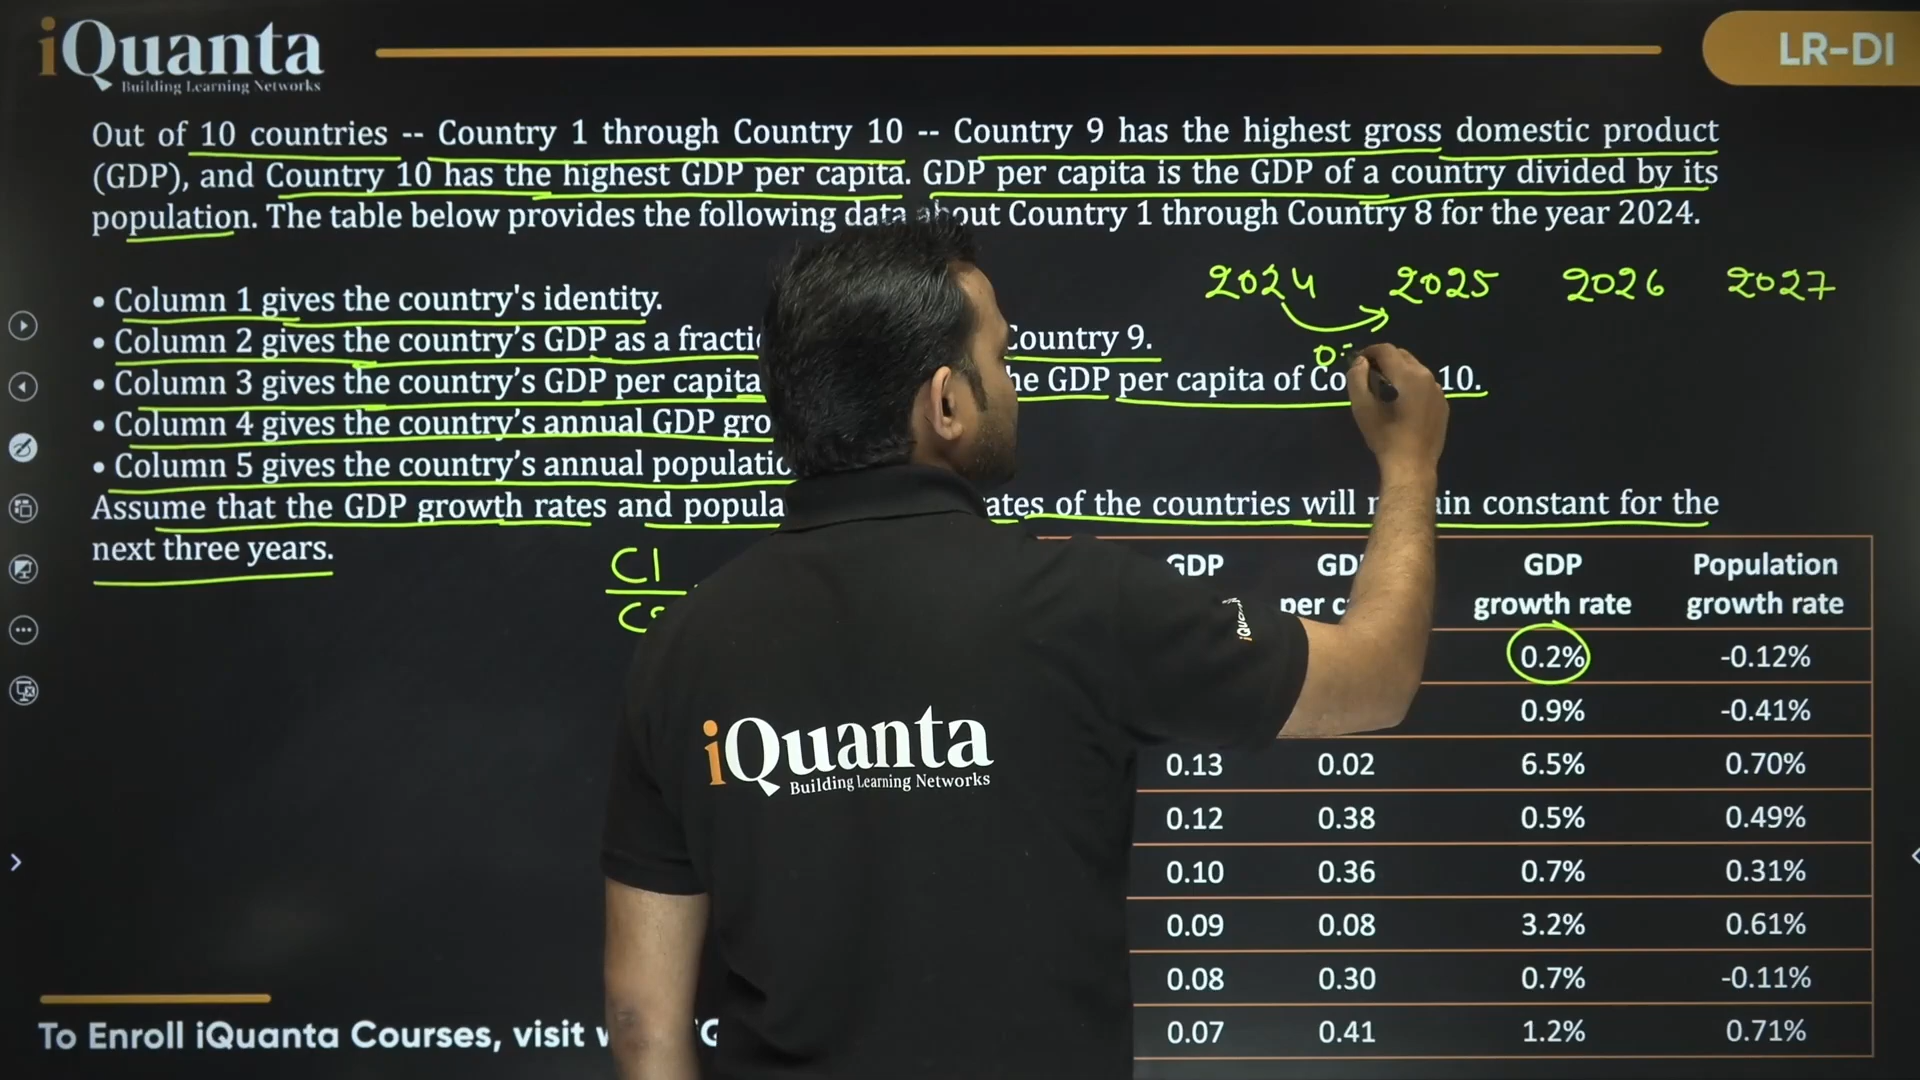 iQuanta
Building Learning Networks
LR-DI
Out of 10 countries -- Country 1 through Country 10 -- Country 9 has the highest gross domestic product
(GDP), and Country 10 has the highest GDP per capita. GDP per capita is the GDP of a country divided by its
population. The table below provides the following data about Country 1 through Country 8 for the year 2024.
2024 2025 2026 2027
• Column 1 gives the country's identity.
• Column 2 gives the country's GDP as a Country 9.
• Column 3 gives the country's GDP per capita GDP per capita of 10.
• Column 4 gives the country's annual GDP
• Column 5 gives the country's annual
Assume that the GDP growth rates and of the countries will constant for the
next three years.
C1
GDP GDP growth rate Population growth rate
0.2% -0.12%
0.9% -0.41%
0.13 0.02 6.5% 0.70%
0.12 0.38 0.5% 0.49%
0.10 0.36 0.7% 0.31%
0.09 0.08 3.2% 0.61%
0.08 0.30 0.7% -0.11%
0.07 0.41 1.2% 0.71%
iQuanta
Building Learning Networks
To Enroll iQuanta Courses, visit